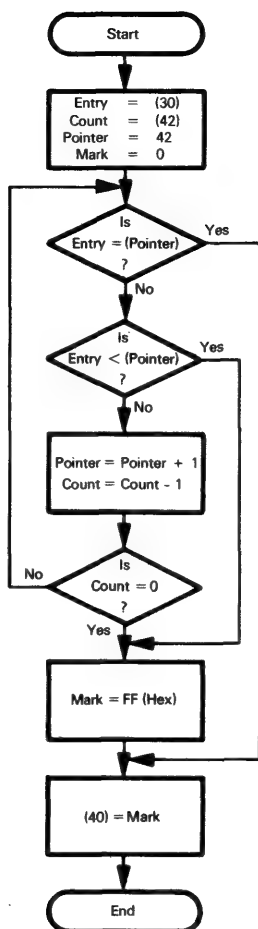 Start
Entry = (30)
Count = (42)
Pointer = 42
Mark = 0
Is
Entry = (Pointer)
?
Yes
No
Is
Entry < (Pointer)
?
Yes
No
Pointer = Pointer + 1
Count = Count - 1
Is
Count = 0
?
No
Yes
Mark = FF (Hex)
(40) = Mark
End